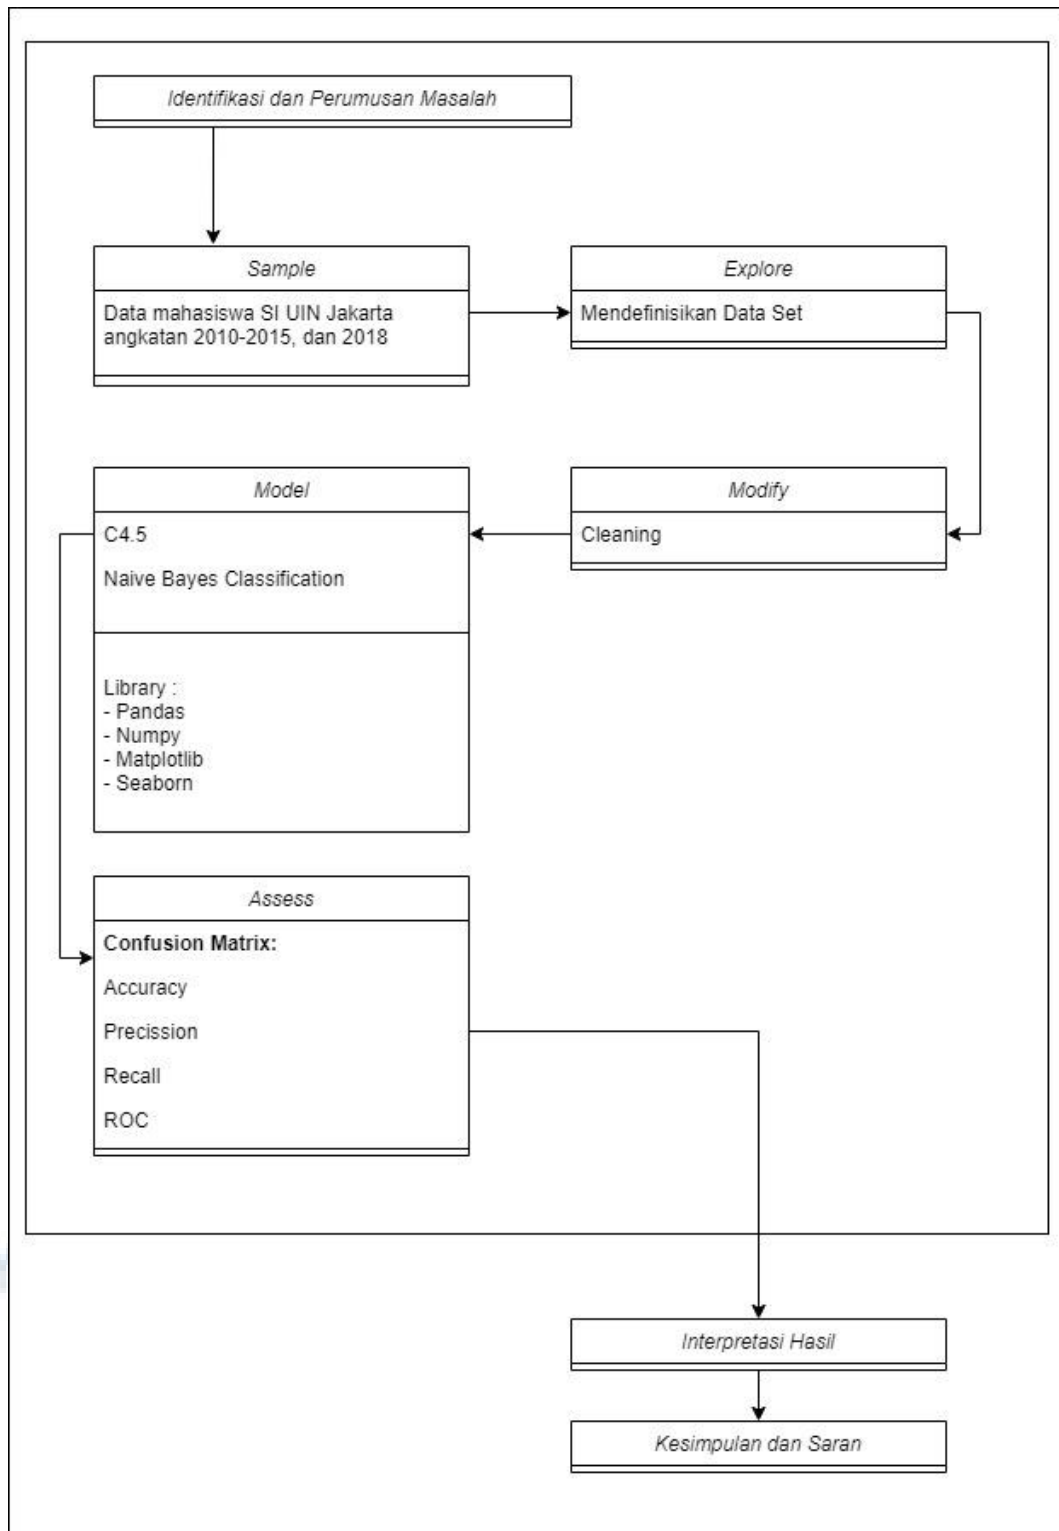 Identifikasi dan Perumusan Masalah
Sample
Data mahasiswa SI UIN Jakarta
angkatan 2010-2015, dan 2018
Explore
Mendefinisikan Data Set
Modify
Cleaning
Model
C4.5
Naive Bayes Classification
Library :
- Pandas
- Numpy
- Matplotlib
- Seaborn
Assess
Confusion Matrix:
Accuracy
Precission
Recall
ROC
Interpretasi Hasil
Kesimpulan dan Saran